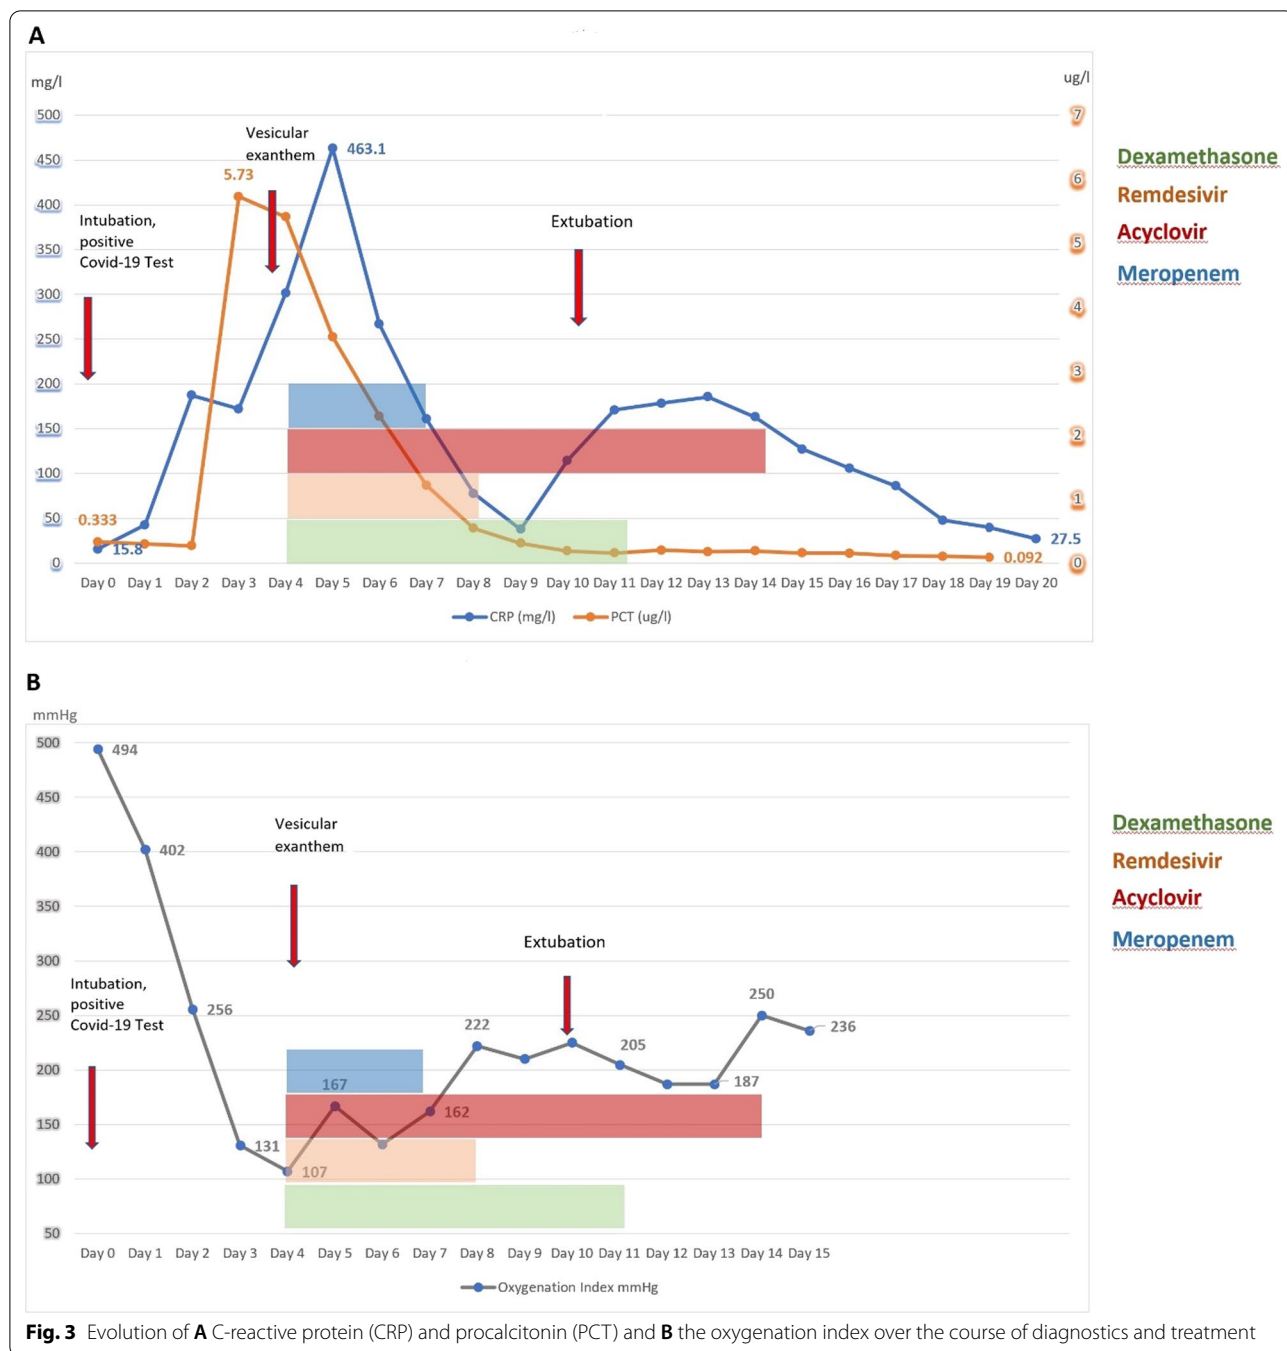 A
mg/l
ug/l
500
450
400
350
300
250
200
150
100
50
0
7
6
5
4
3
2
1
0
Vesicular
exanthem
463.1
5.73
Intubation,
positive
Covid-19 Test
Extubation
0.333
15.8
27.5
0.092
Day 0 Day 1 Day 2 Day 3 Day 4 Day 5 Day 6 Day 7 Day 8 Day 9 Day 10 Day 11 Day 12 Day 13 Day 14 Day 15 Day 16 Day 17 Day 18 Day 19 Day 20
CRP (mg/l) PCT (ug/l)
Dexamethasone
Remdesivir
Acyclovir
Meropenem
B
mmHg
500
450
400
350
300
250
200
150
100
50
494
402
Vesicular
exanthem
Extubation
Intubation,
positive
Covid-19 Test
256
131
107
167
162
222
205
187
250
236
Day 0 Day 1 Day 2 Day 3 Day 4 Day 5 Day 6 Day 7 Day 8 Day 9 Day 10 Day 11 Day 12 Day 13 Day 14 Day 15
Oxygenation Index mmHg
Dexamethasone
Remdesivir
Acyclovir
Meropenem
Fig. 3 Evolution of A C-reactive protein (CRP) and procalcitonin (PCT) and B the oxygenation index over the course of diagnostics and treatment